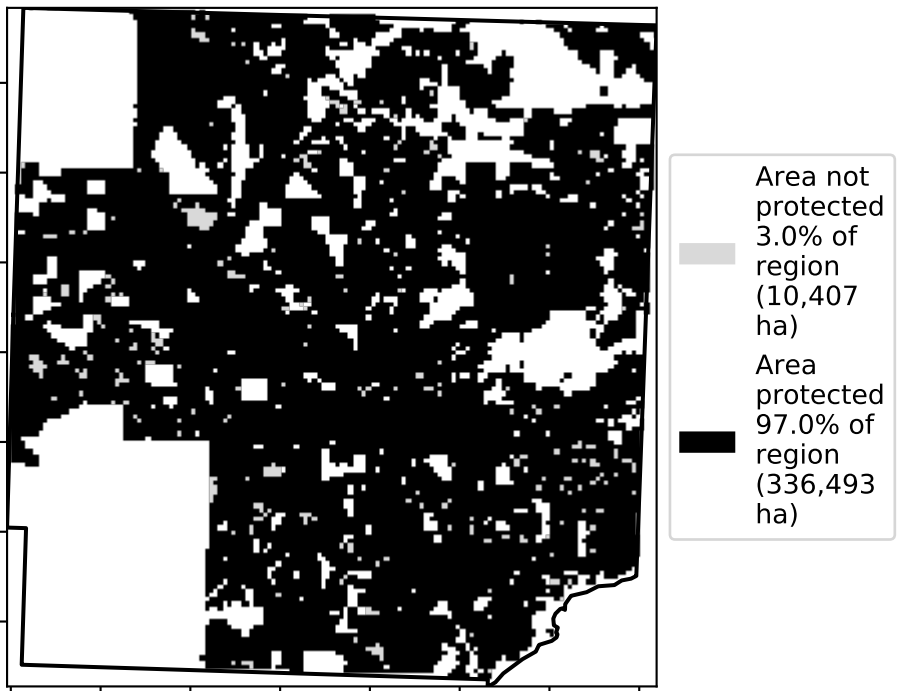 Area not
protected
3.0% of
region
(10,407
ha)
Area
protected
97.0% of
region
(336,493
ha)